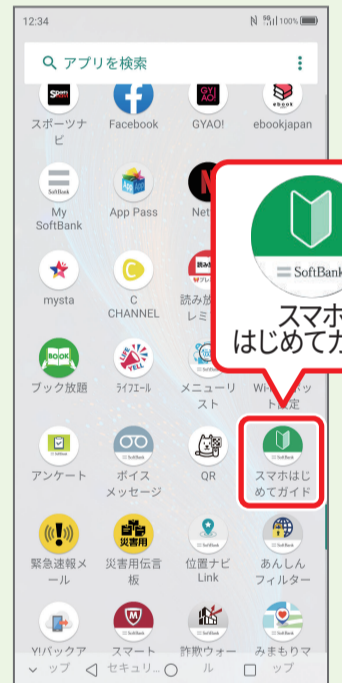 12:34
100%
アプリを検索
スポーツナ
ビ
Facebook
GYAO!
ebookjapan
My
SoftBank
App Pass
Net
mysta
C
CHANNEL
読み放
レミ
SoftBank
スマホ
はじめてガ
ブック放題
ライフエール
メニューリ
スト
アンケート
ボイス
メッセージ
QR
スマホはじ
めてガイド
緊急速報メ
ール
災害用
災害用伝言
板
位置ナビ
Link
あんしん
フィルター
Y!バックア
ップ
スマート
セキュリ...
詐欺ウォー
ル
みまもりマ
ップ